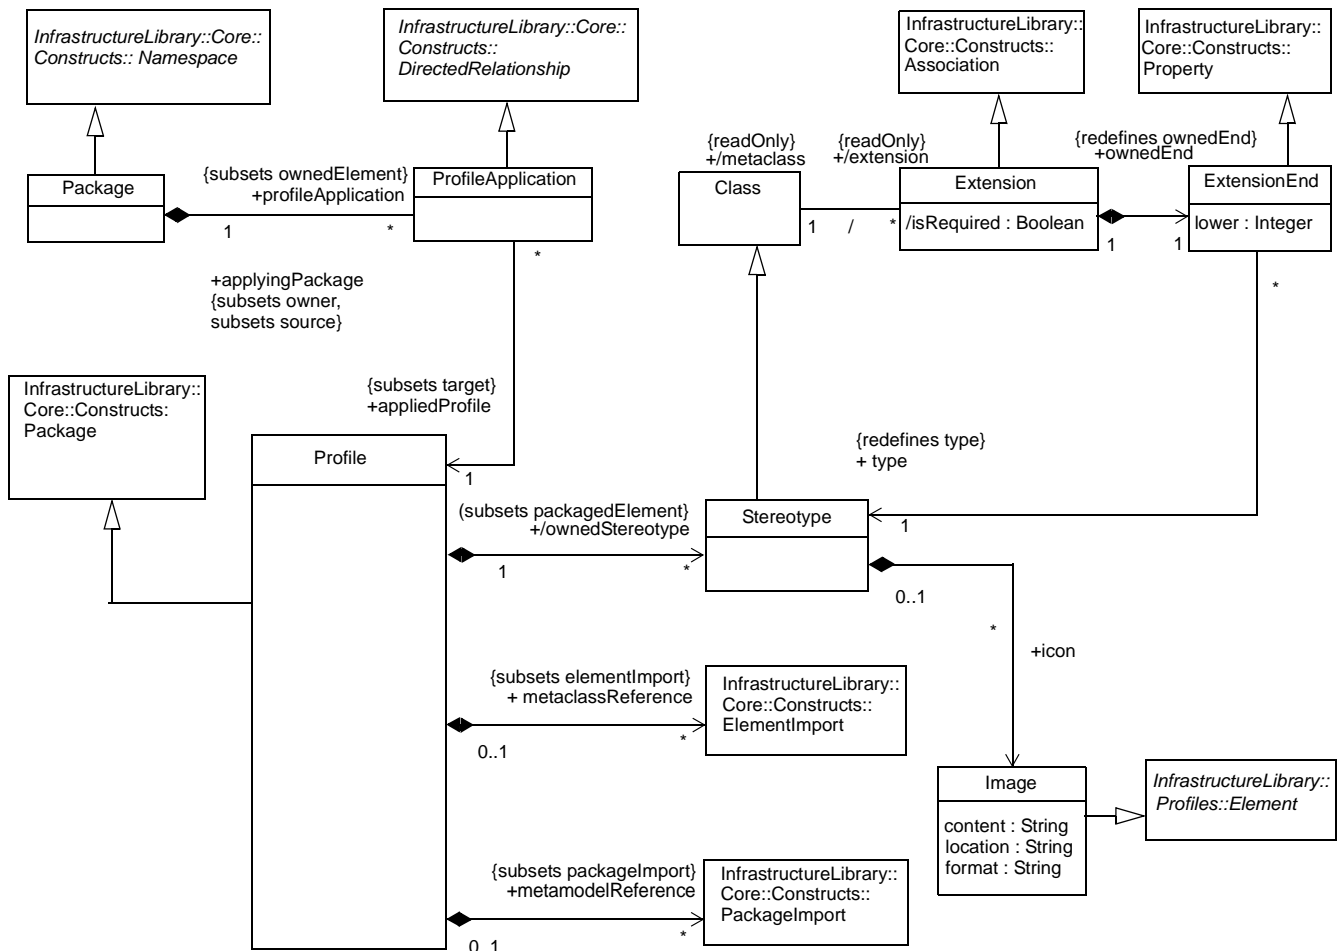 InfrastructureLibrary::Core::
Constructs:: Namespace
InfrastructureLibrary::Core::
Constructs::
DirectedRelationship
InfrastructureLibrary::
Core::Constructs::
Association
InfrastructureLibrary::
Core::Constructs::
Property
{subsets ownedElement}
+profileApplication
{readOnly}
+/metaclass
{readOnly}
+/extension
{redefines ownedEnd}
+ownedEnd
Package
ProfileApplication
Class
Extension
/isRequired : Boolean
ExtensionEnd
lower : Integer
1
*
1
/
*
1
1
*
*
+applyingPackage
{subsets owner,
subsets source}
InfrastructureLibrary::
Core::Constructs:
Package
{subsets target}
+appliedProfile
1
{redefines type}
+ type
1
Profile
(subsets packagedElement}
+/ownedStereotype
1
*
Stereotype
0..1
*
+icon
{subsets elementImport}
+ metaclassReference
0..1
*
InfrastructureLibrary::
Core::Constructs::
ElementImport
Image
content : String
location : String
format : String
InfrastructureLibrary::
Profiles::Element
{subsets packageImport}
+metamodelReference
0..1
*
InfrastructureLibrary::
Core::Constructs::
PackageImport